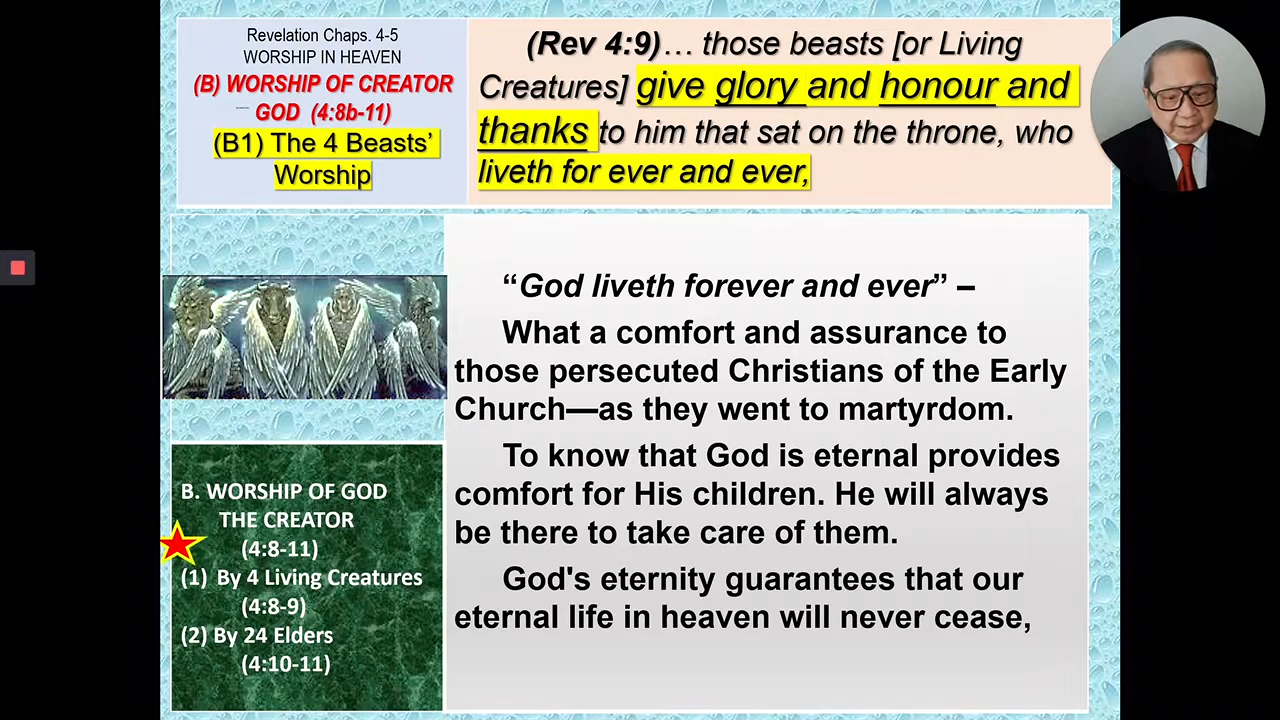 Revelation Chaps. 4-5
WORSHIP IN HEAVEN
(B) WORSHIP OF CREATOR
GOD (4:8b-11)
(B1) The 4 Beasts’
Worship
(Rev 4:9)… those beasts [or Living
Creatures] give glory and honour and
thanks to him that sat on the throne, who
liveth for ever and ever,
“God liveth forever and ever” –
What a comfort and assurance to
those persecuted Christians of the Early
Church—as they went to martyrdom.
To know that God is eternal provides
comfort for His children. He will always
be there to take care of them.
God's eternity guarantees that our
eternal life in heaven will never cease,
B. WORSHIP OF GOD
THE CREATOR
(4:8-11)
(1) By 4 Living Creatures
(4:8-9)
(2) By 24 Elders
(4:10-11)